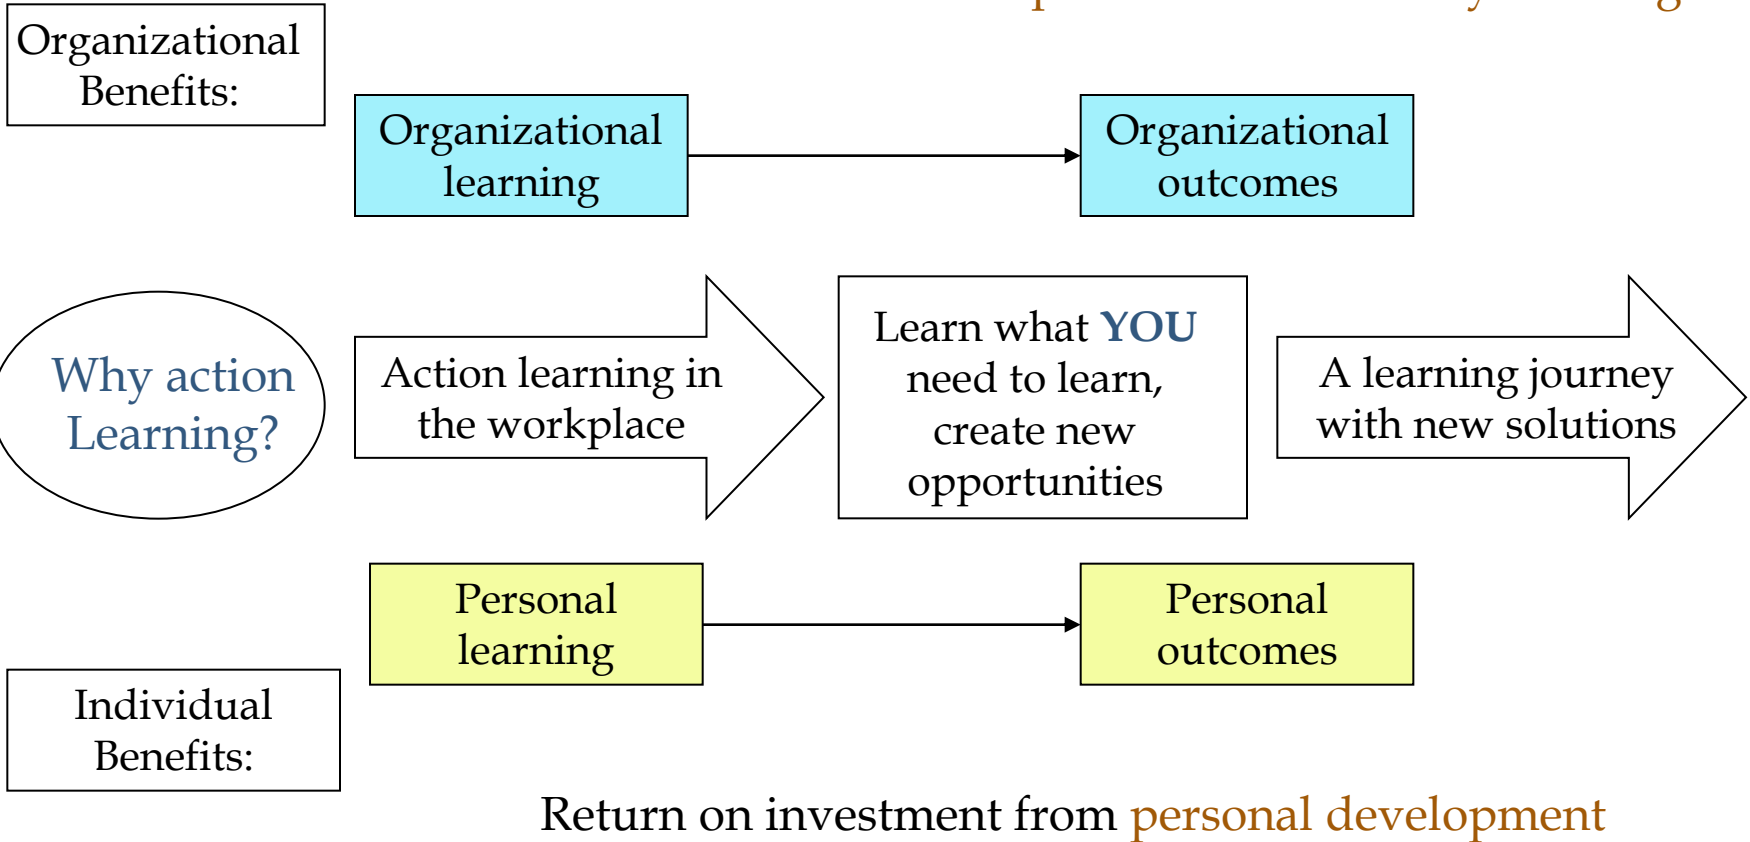 Organizational
Benefits:
Organizational
learning
Organizational
outcomes
Why action
Learning?
Action learning in
the workplace
Learn what YOU
need to learn,
create new
opportunities
A learning journey
with new solutions
Personal
learning
Personal
outcomes
Individual
Benefits:
Return on investment from personal development